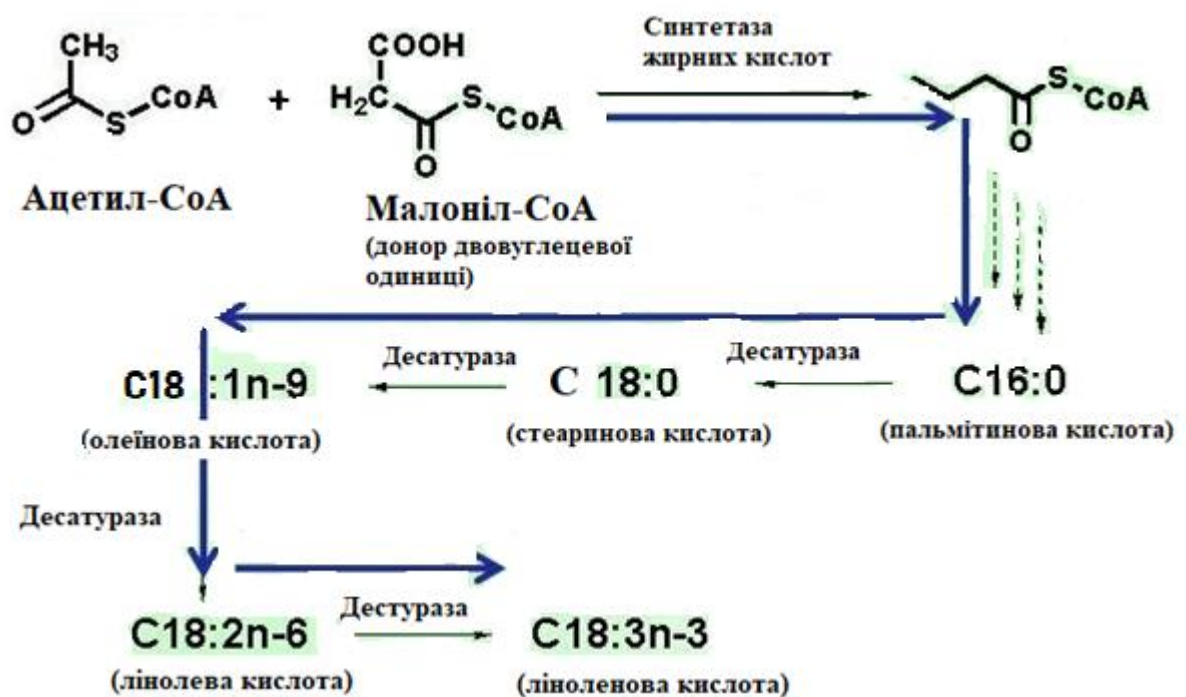 CH₃
O
S
CoA
+
COOH
H₂C
S
CoA
O
Синтетаза
жирних кислот
S
CoA
O
Ацетил-CoA
Малоніл-CoA
(донор двовуглецевої
одиниці)
Десатураза
Десатураза
C18 :1n-9
C 18:0
C16:0
(олеїнова кислота)
(стеаринова кислота)
(пальмітинова кислота)
Десатураза
Дестураза
C18:2n-6
C18:3n-3
(лінолева кислота)
(ліноленова кислота)